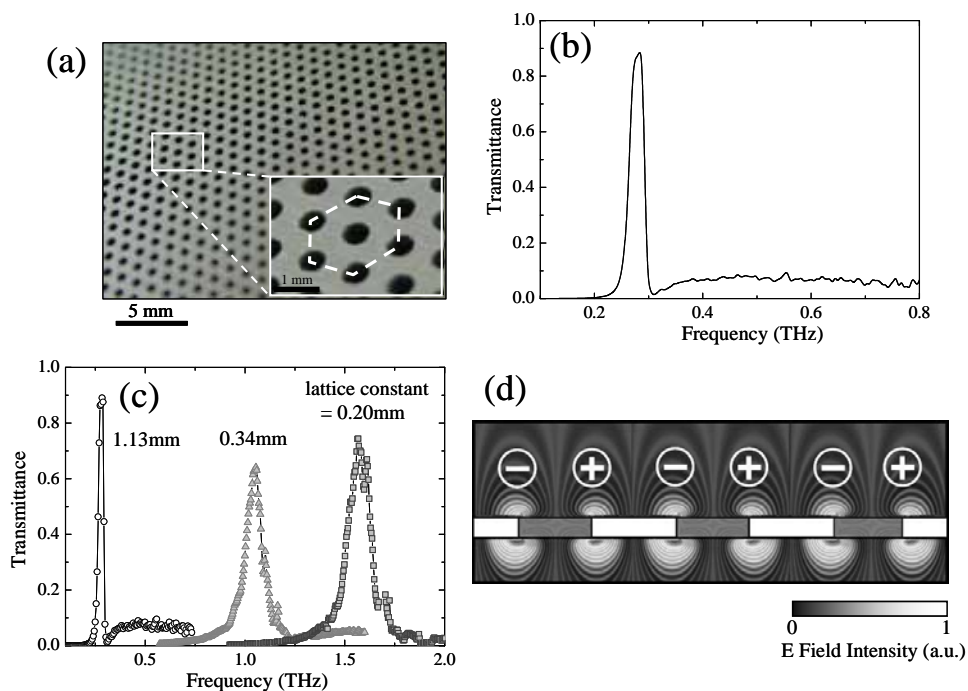 (a)
1 mm
5 mm
(b)
Transmittance
1.0
0.8
0.6
0.4
0.2
0.0
0.2 0.4 0.6 0.8
Frequency (THz)
(c)
lattice constant
= 0.20mm
1.13mm
0.34mm
Transmittance
1.0
0.8
0.6
0.4
0.2
0.0
0.5 1.0 1.5 2.0
Frequency (THz)
(d)
− + − + − +
0 1
E Field Intensity (a.u.)